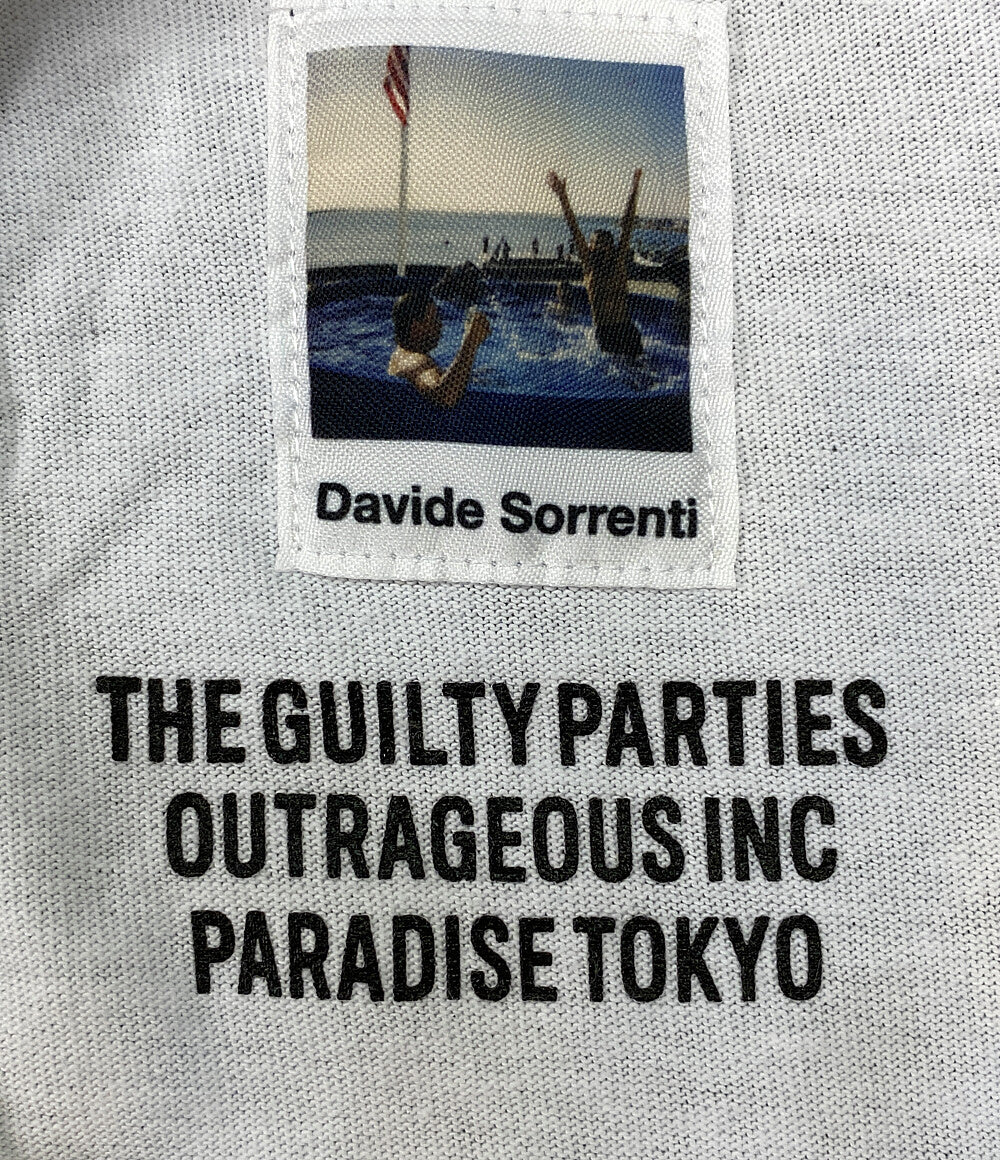 Davide Sorrenti
THE GUILTY PARTIES
OUTRAGEOUS INC
PARADISE TOKYO